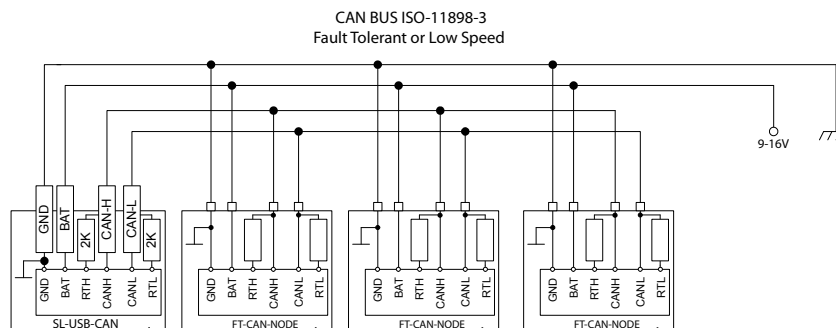 CAN BUS ISO-11898-3
Fault Tolerant or Low Speed
9-16V
GND BAT CAN-H CAN-L
2K 2K
GND BAT RTH CANH CANL RTL
GND BAT RTH CANH CANL RTL
GND BAT RTH CANH CANL RTL
GND BAT RTH CANH CANL RTL
SL-USB-CAN FT-CAN-NODE FT-CAN-NODE FT-CAN-NODE